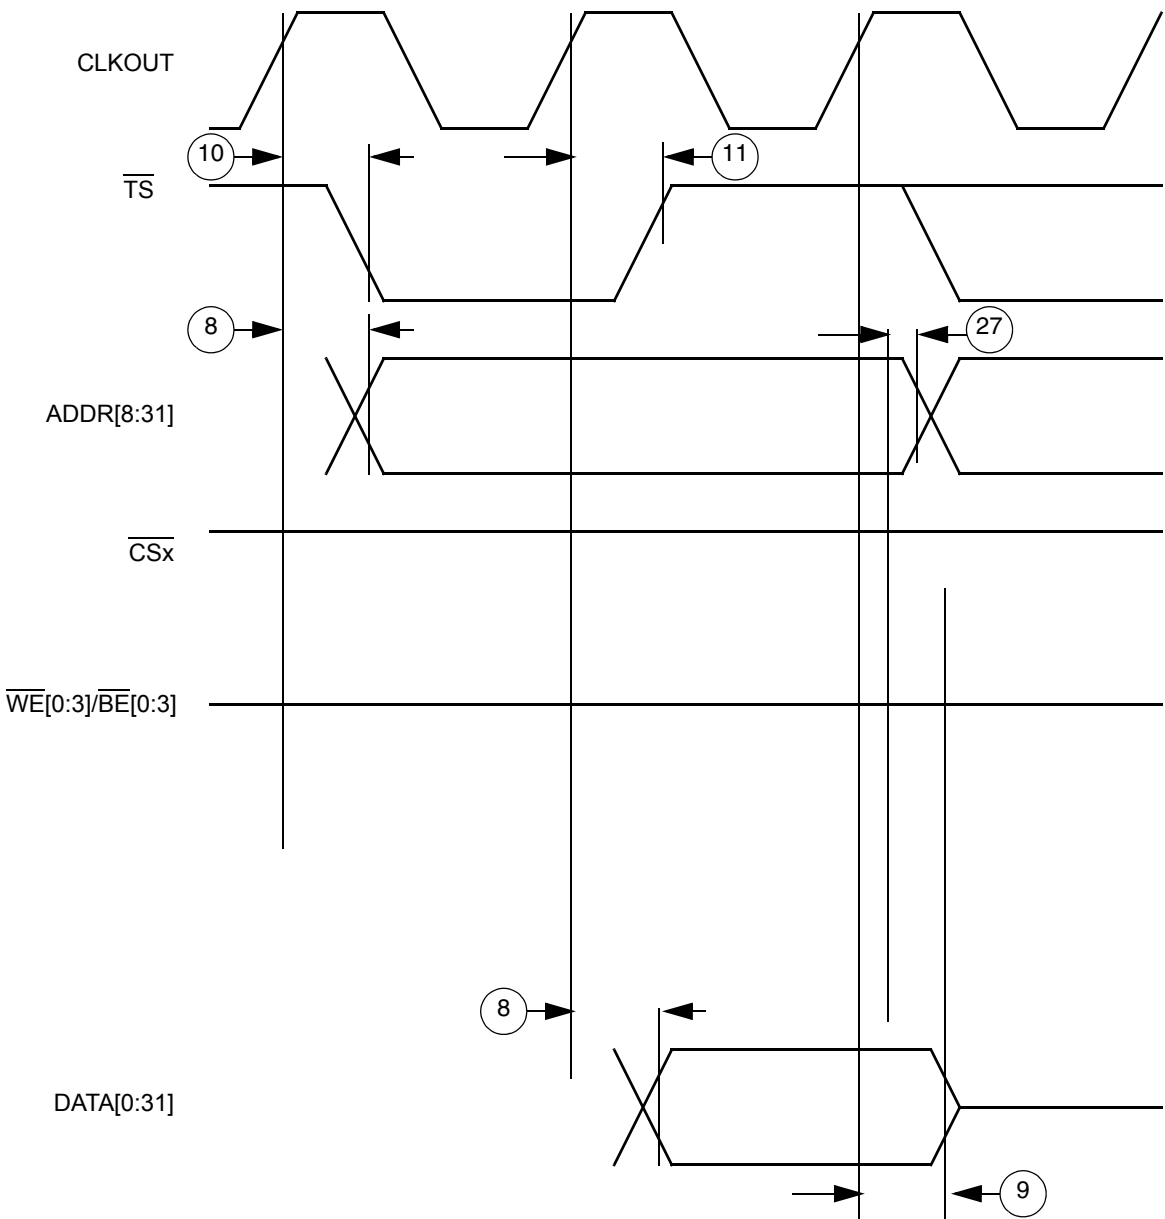 CLKOUT
10
11
TS
8
27
ADDR[8:31]
CSx
WE[0:3]/BE[0:3]
8
DATA[0:31]
9